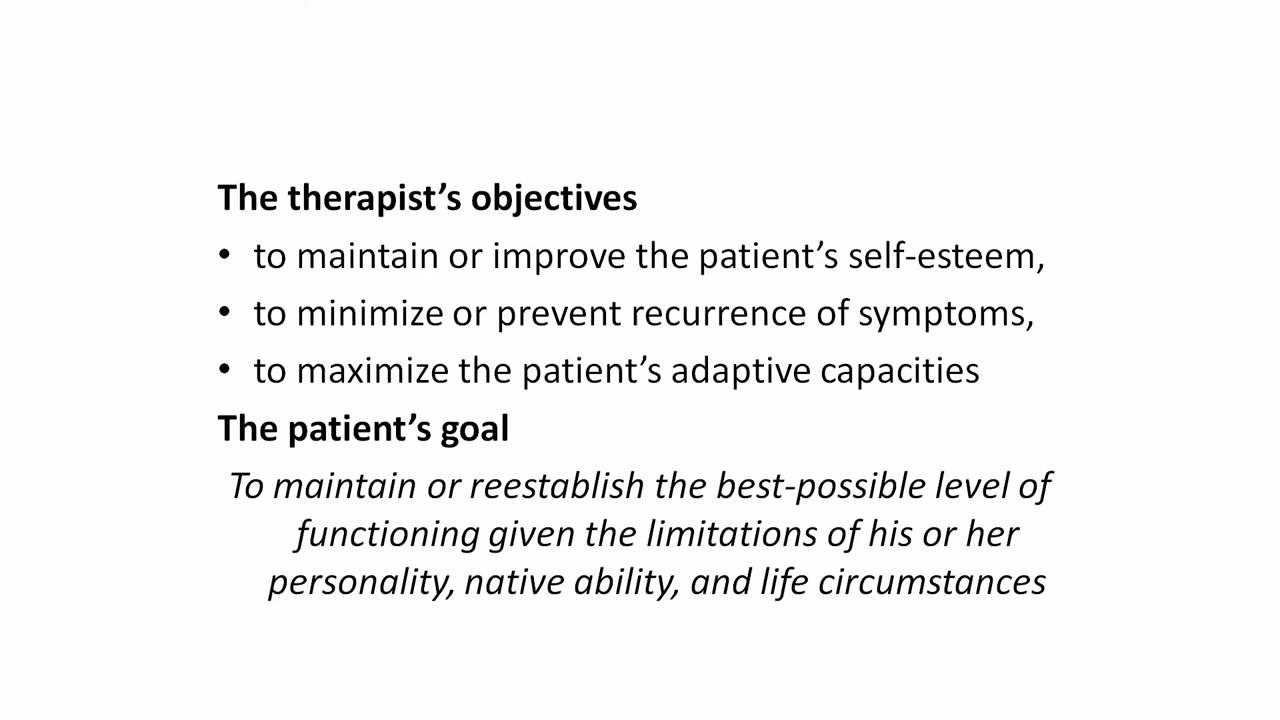 The therapist’s objectives
• to maintain or improve the patient’s self-esteem,
• to minimize or prevent recurrence of symptoms,
• to maximize the patient’s adaptive capacities
The patient’s goal
To maintain or reestablish the best-possible level of
functioning given the limitations of his or her
personality, native ability, and life circumstances